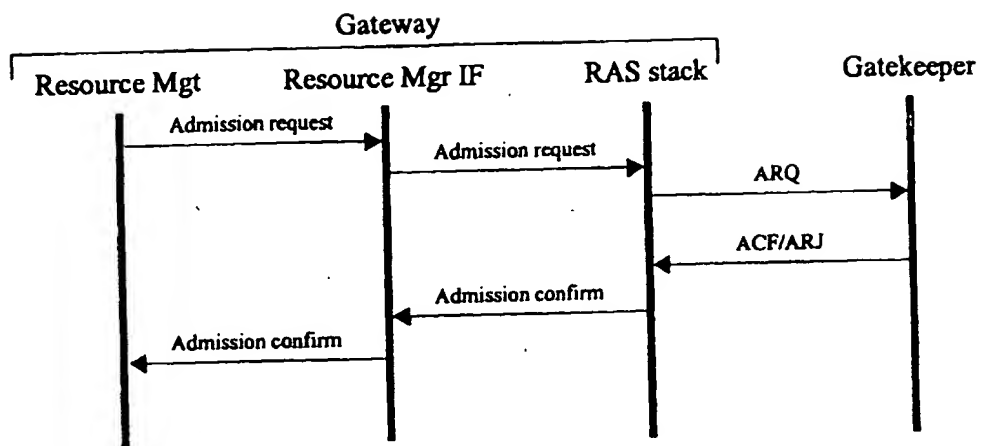 Gateway
Resource Mgt
Resource Mgr IF
RAS stack
Gatekeeper
Admission request
Admission request
ARQ
ACF/ARJ
Admission confirm
Admission confirm